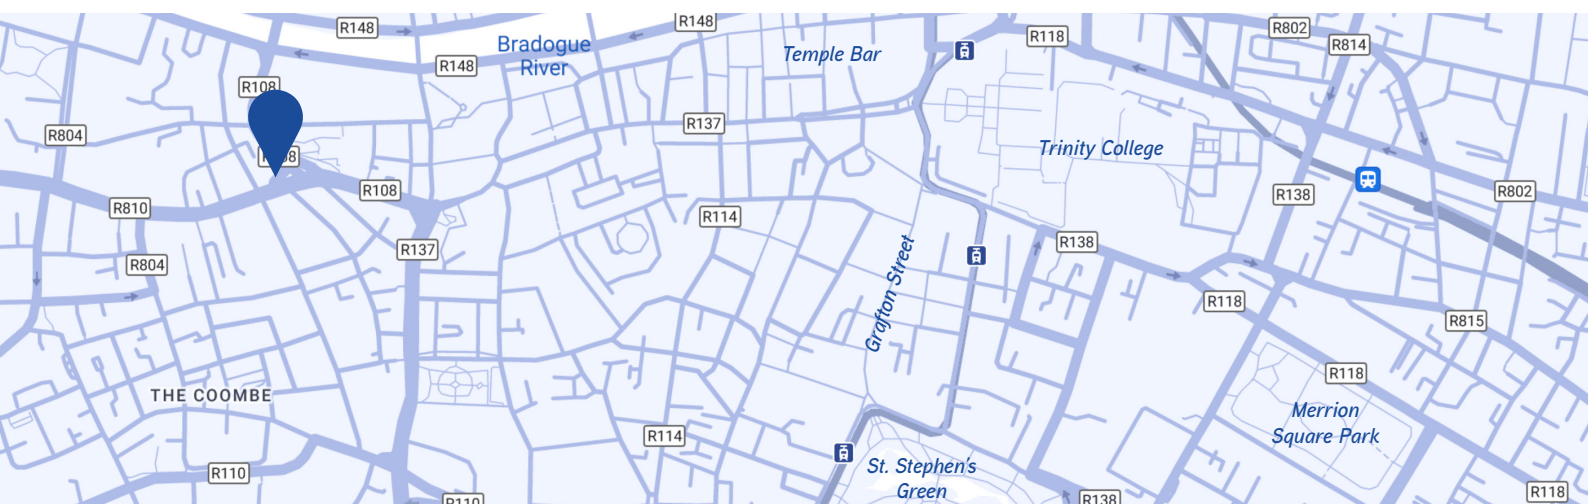 R148
R148
R118
R802
R814
Bradogue
River
Temple Bar
R148
R108
R804
R137
Trinity College
R108
R810
R138
R802
R114
R137
R138
R804
Grafton Street
R118
R815
R118
THE COOMBE
Merrion
Square Park
R114
R110
St. Stephen's
Green
R138
R118